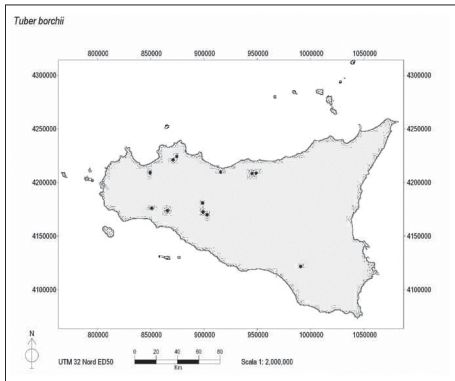 Tuber borchii
800000 850000 900000 950000 1000000 1050000
4300000 4300000
4250000 4250000
4200000 4200000
4150000 4150000
4100000 4100000
800000 850000 900000 950000 1000000 1050000
N
0 20 40 60 80
Km
UTM 32 Nord ED50 Scala 1: 2,000,000